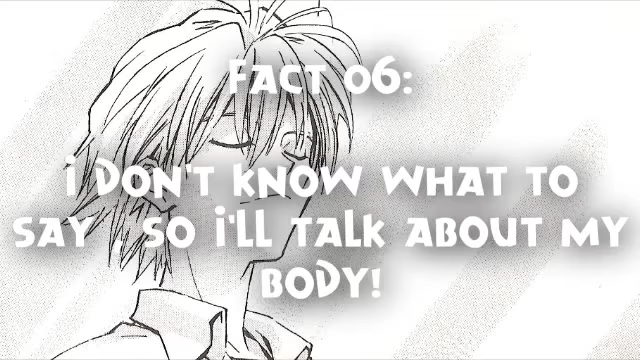 FACT 06:
i DON'T KNOW WHAT TO
SAY , SO i'LL TALK ABOUT MY
BODY!